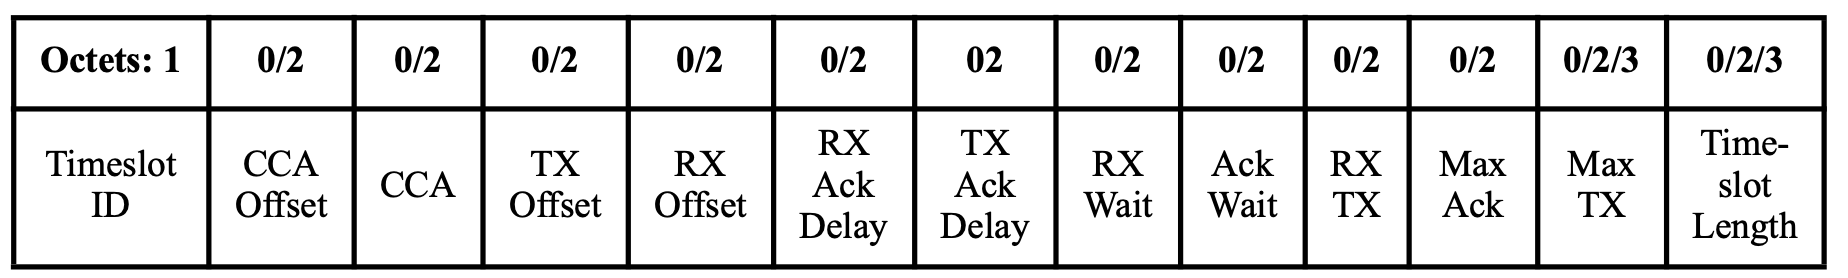 Octets: 1 0/2 0/2 0/2 0/2 0/2 02 0/2 0/2 0/2 0/2 0/2/3 0/2/3
Timeslot ID
CCA Offset
CCA
TX Offset
RX Offset
RX Ack Delay
TX Ack Delay
RX Wait
Ack Wait
RX TX
Max Ack
Max TX
Time-
slot
Length